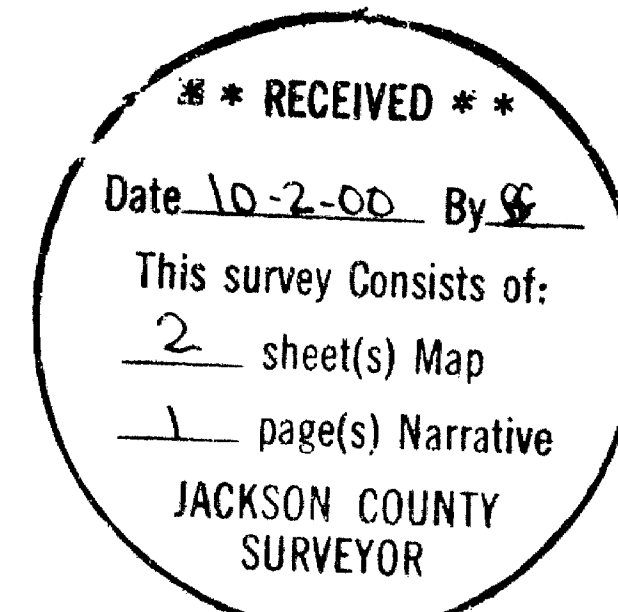 * * RECEIVED * *
Date 10-2-00 By
This survey Consists of:
2 sheet(s) Map
1 page(s) Narrative
JACKSON COUNTY
SURVEYOR